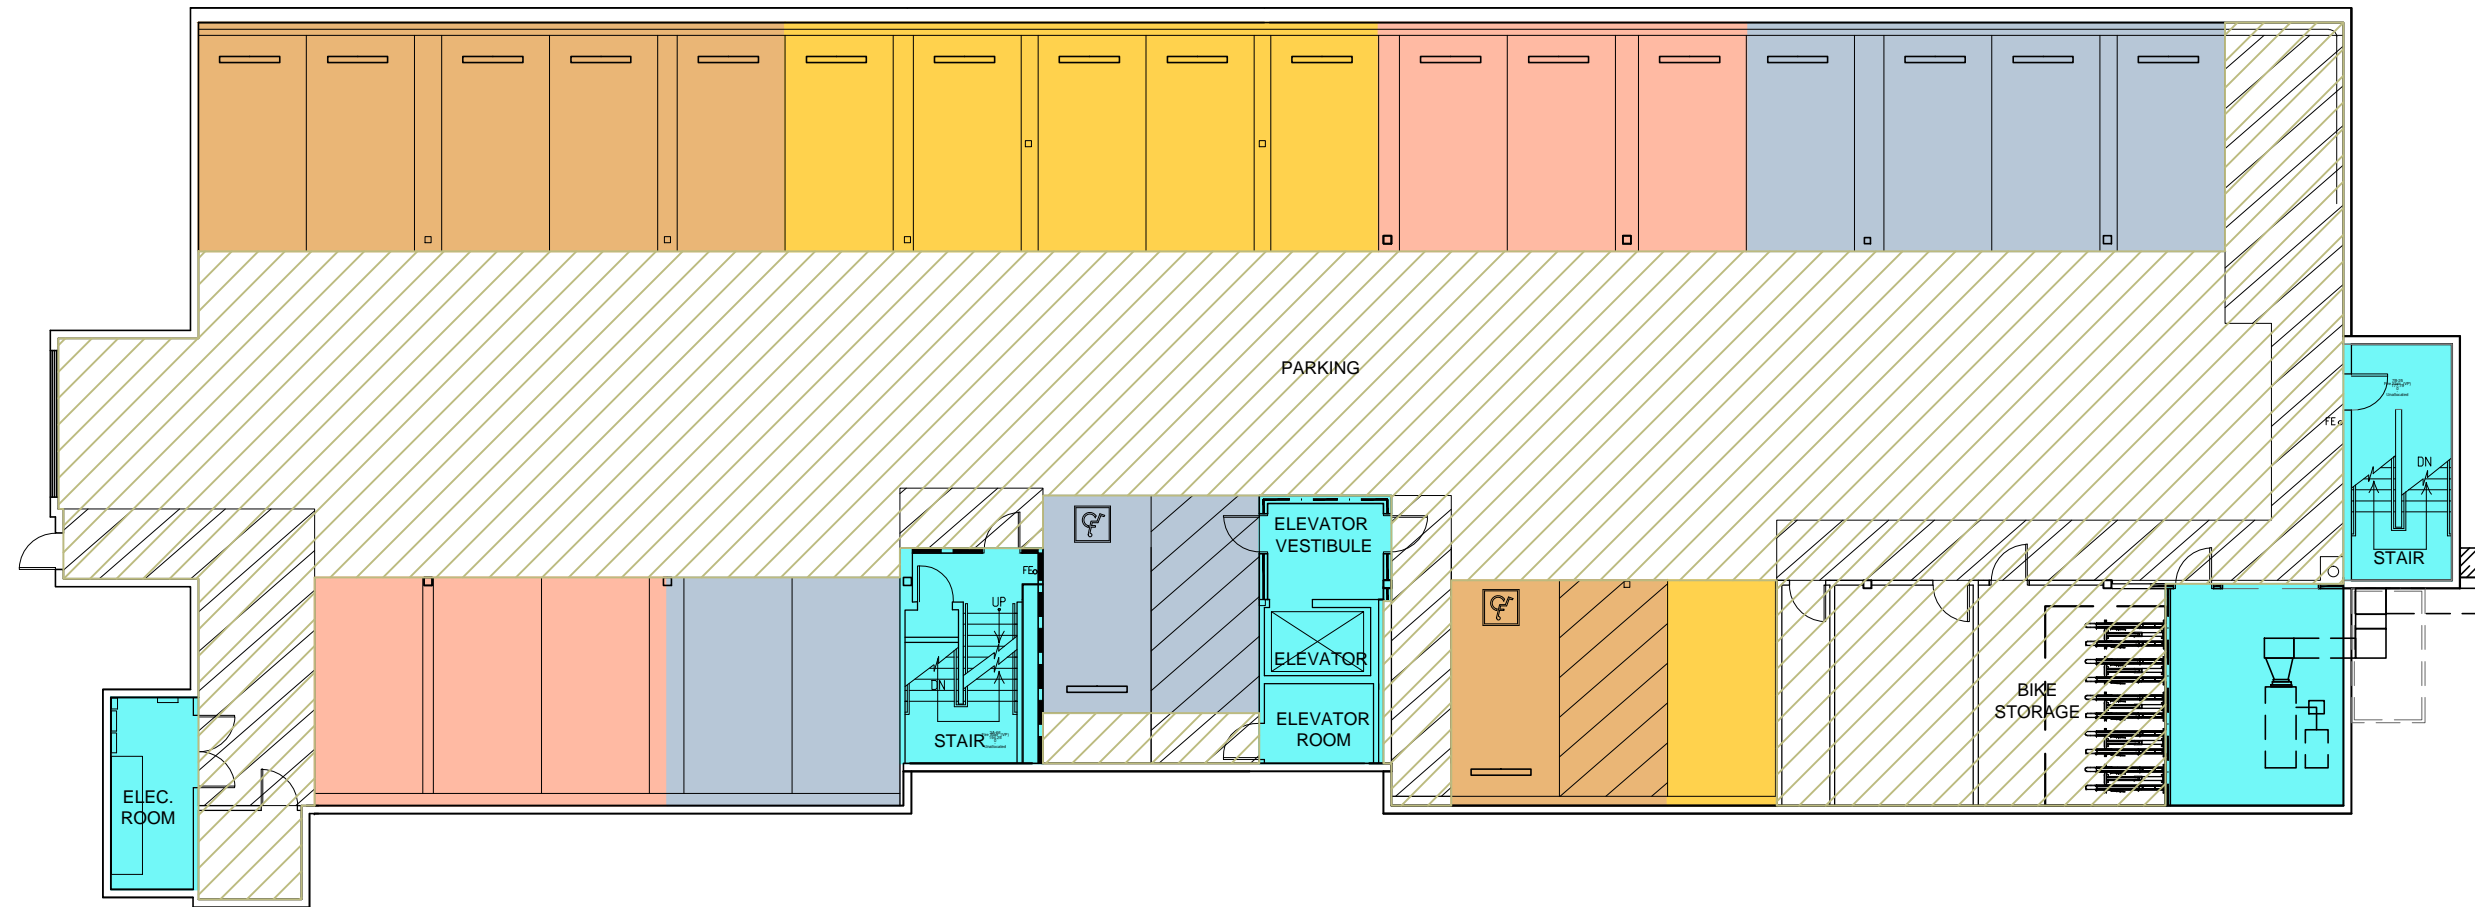 PARKING
FE
DN
STAIR
ELEVATOR
VESTIBULE
FE
UP
ELEVATOR
DN
BIKE
STORAGE
ELEVATOR
ROOM
STAIR
ELEC.
ROOM